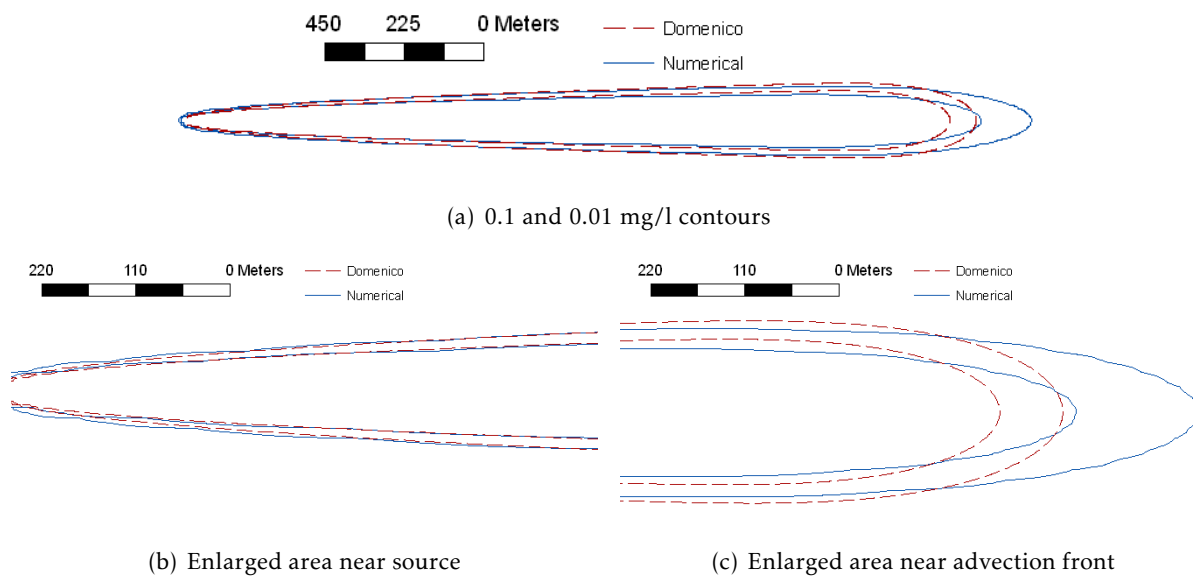 450 225 0 Meters
Domenico
Numerical
(a) 0.1 and 0.01 mg/l contours
220 110 0 Meters
Domenico
Numerical
220 110 0 Meters
Domenico
Numerical
(b) Enlarged area near source
(c) Enlarged area near advection front